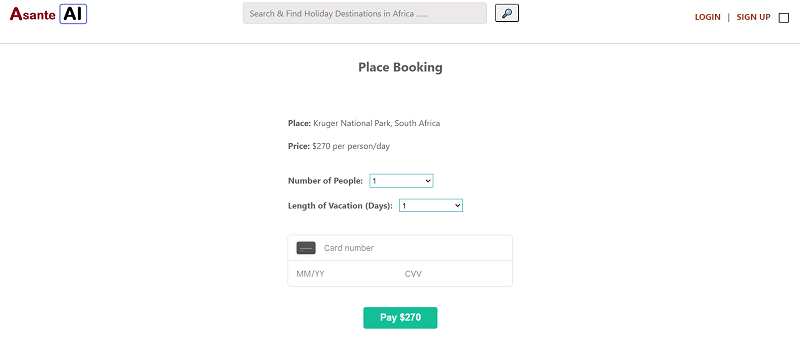 Asante AI
Search & Find Holiday Destinations in Africa ......
LOGIN | SIGN UP
Place Booking
Place: Kruger National Park, South Africa
Price: $270 per person/day
Number of People: 1
Length of Vacation (Days): 1
Card number
MM/YY CVV
Pay $270